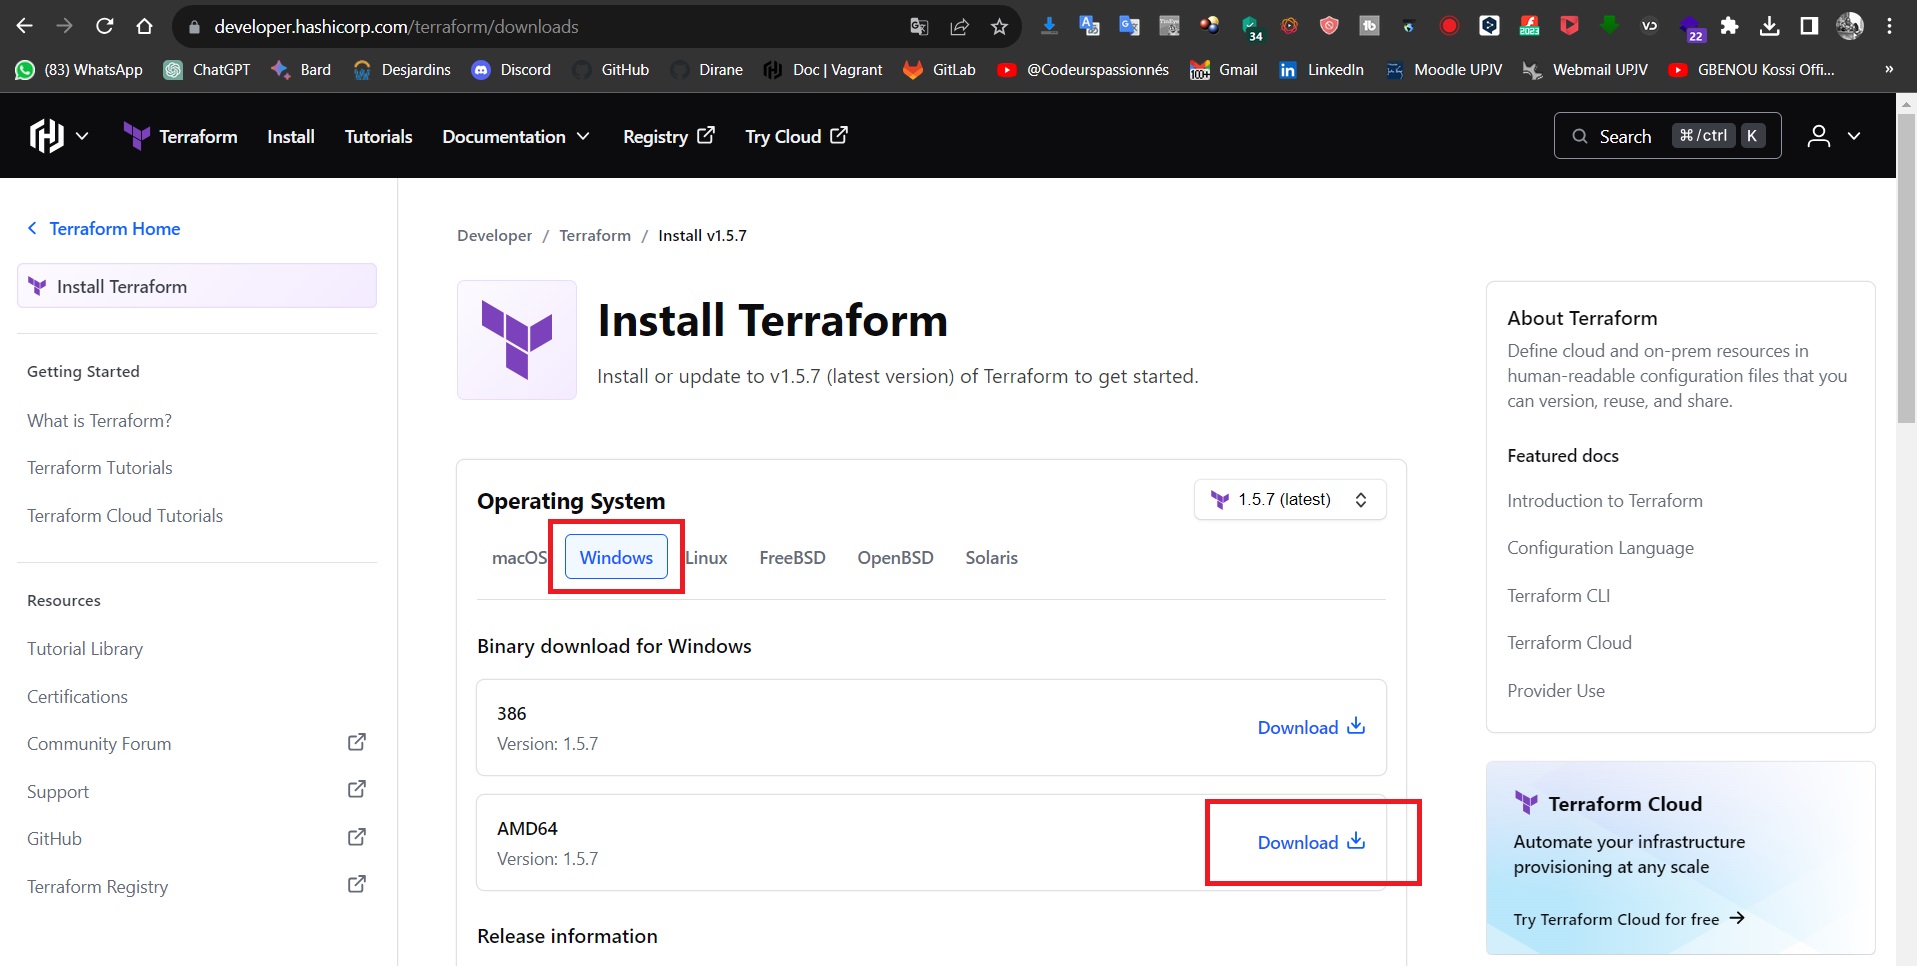 developer.hashicorp.com/terraform/downloads
34
2023
VD
22
(83) WhatsApp
ChatGPT
Bard
Desjardins
Discord
GitHub
Dirane
Doc | Vagrant
GitLab
@Codeurspassionnés
100+
Gmail
LinkedIn
Moodle UPJV
Webmail UPJV
GBENOU Kossi Offi...
»
Terraform
Install
Tutorials
Documentation
Registry
Try Cloud
Search
⌘/ctrl
K
Terraform Home
Install Terraform
Getting Started
What is Terraform?
Terraform Tutorials
Terraform Cloud Tutorials
Resources
Tutorial Library
Certifications
Community Forum
Support
GitHub
Terraform Registry
Developer / Terraform / Install v1.5.7
Install Terraform
Install or update to v1.5.7 (latest version) of Terraform to get started.
Operating System
1.5.7 (latest)
macOS
Windows
Linux
FreeBSD
OpenBSD
Solaris
Binary download for Windows
386
Version: 1.5.7
Download
AMD64
Version: 1.5.7
Download
Release information
About Terraform
Define cloud and on-prem resources in
human-readable configuration files that you
can version, reuse, and share.
Featured docs
Introduction to Terraform
Configuration Language
Terraform CLI
Terraform Cloud
Provider Use
Terraform Cloud
Automate your infrastructure
provisioning at any scale
Try Terraform Cloud for free